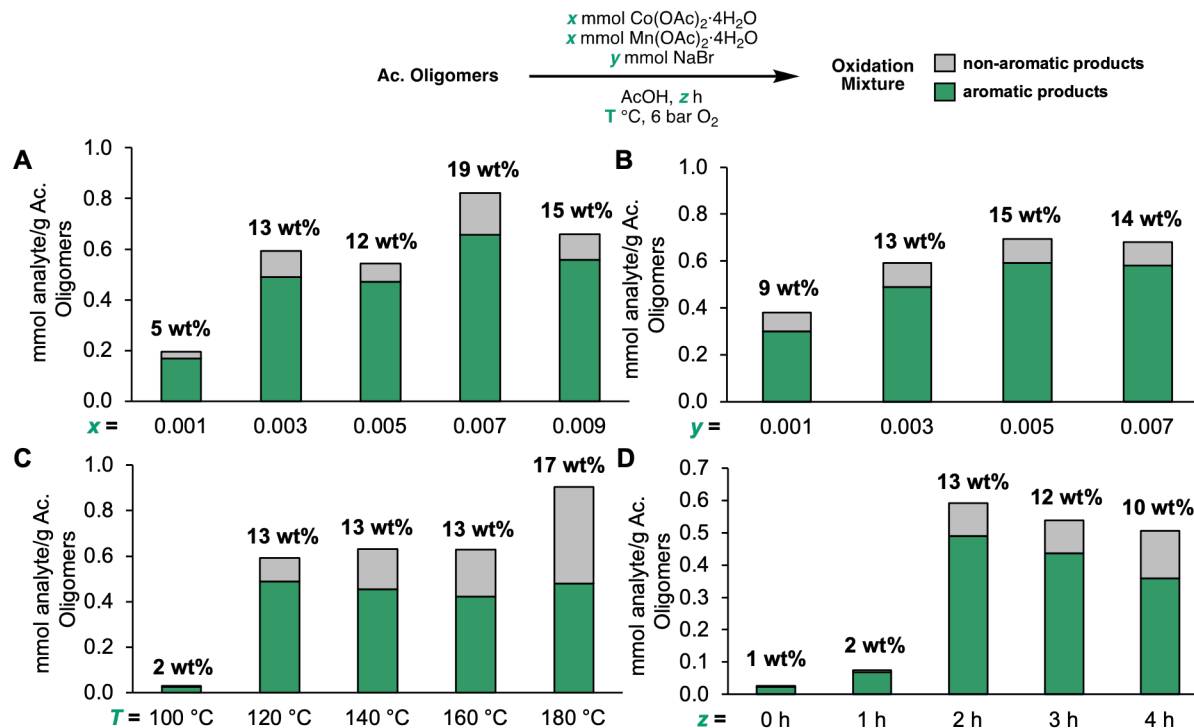 x mmol Co(OAc)₂·4H₂O
x mmol Mn(OAc)₂·4H₂O
y mmol NaBr
Ac. Oligomers
AcOH, z h
T °C, 6 bar O₂
Oxidation
Mixture
non-aromatic products
aromatic products
A
mmol analyte/g Ac.
Oligomers
1.0
0.8
0.6
0.4
0.2
0.0
5 wt%
13 wt%
12 wt%
19 wt%
15 wt%
x = 0.001 0.003 0.005 0.007 0.009
B
mmol analyte/g Ac.
Oligomers
1.0
0.8
0.6
0.4
0.2
0.0
9 wt%
13 wt%
15 wt%
14 wt%
y = 0.001 0.003 0.005 0.007
C
mmol analyte/g Ac.
Oligomers
1.0
0.8
0.6
0.4
0.2
0.0
2 wt%
13 wt%
13 wt%
13 wt%
17 wt%
T = 100 °C 120 °C 140 °C 160 °C 180 °C
D
mmol analyte/g Ac.
Oligomers
0.7
0.6
0.5
0.4
0.3
0.2
0.1
0.0
1 wt%
2 wt%
13 wt%
12 wt%
10 wt%
z = 0 h 1 h 2 h 3 h 4 h